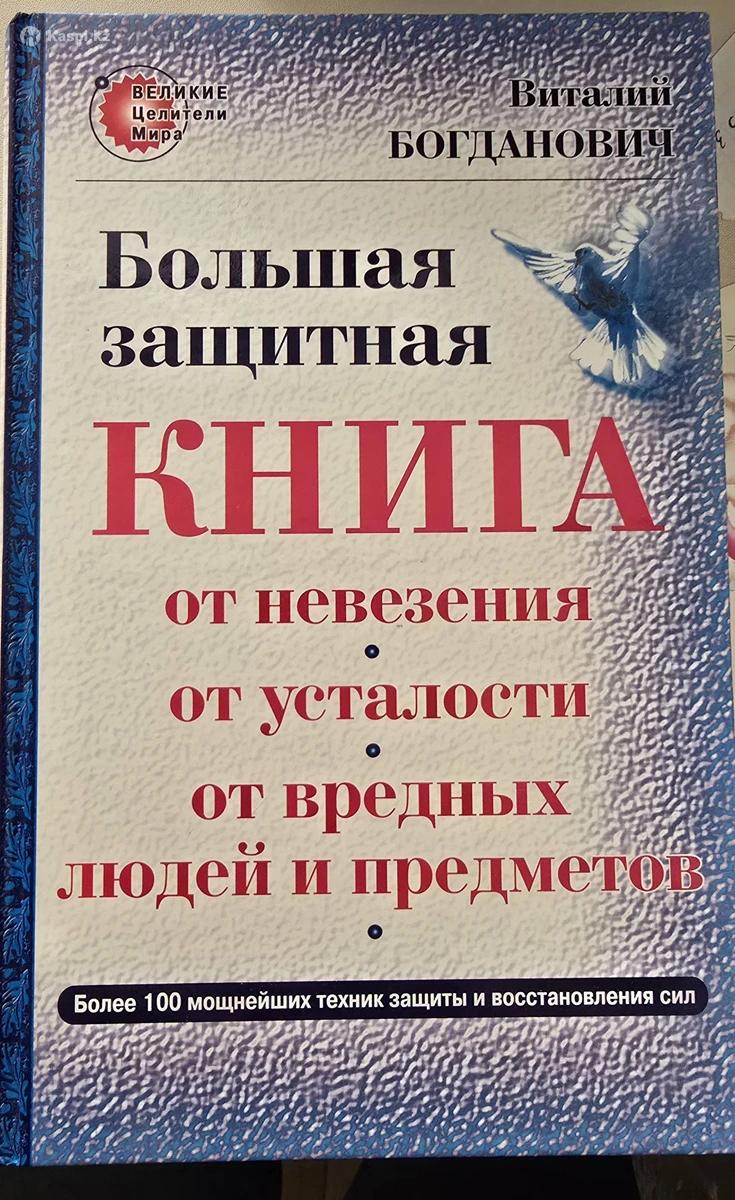 Kaspi.kz
ВЕЛИКИЕ
Целители
Мира
Виталий
БОГДАНОВИЧ
Большая
защитная
КНИГА
от невезения
от усталости
от вредных
людей и предметов
Более 100 мощнейших техник защиты и восстановления сил